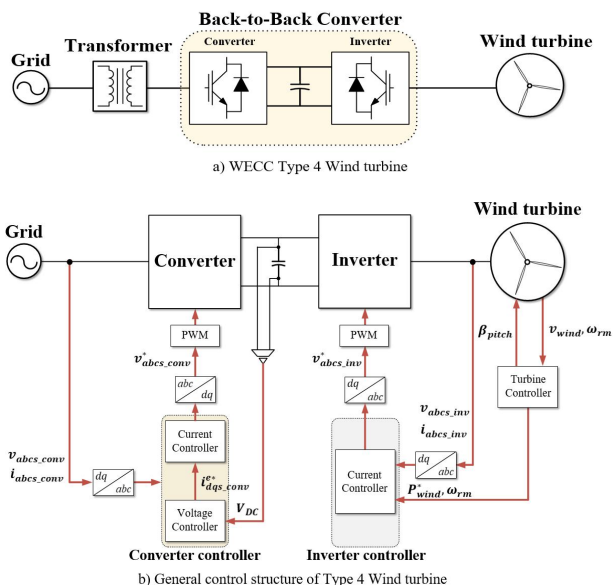 Back-to-Back Converter
Transformer
Converter
Inverter
Wind turbine
Grid
a) WECC Type 4 Wind turbine
Wind turbine
Grid
Converter
Inverter
PWM
PWM
β_pitch
v_wind, ω_rm
v*_abcs_conv
v*_abcs_inv
abc
dq
dq
abc
Turbine
Controller
v_abcs_inv
i_abcs_inv
Current
Controller
v_abcs_conv
i_abcs_conv
dq
abc
i^e*_dqs_conv
Current
Controller
dq
abc
P*_wind, ω_rm
Voltage
Controller
V_DC
Converter controller
Inverter controller
b) General control structure of Type 4 Wind turbine